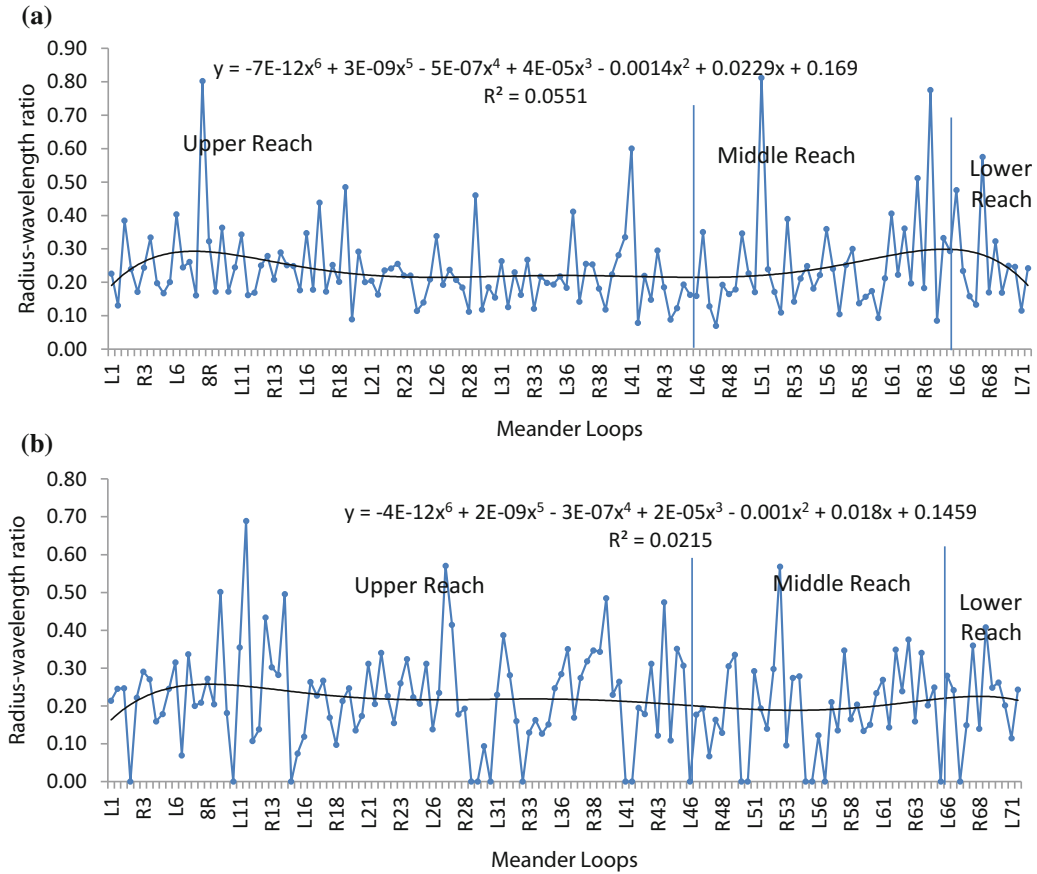 (a)
0.90
y = -7E-12x⁶ + 3E-09x⁵ - 5E-07x⁴ + 4E-05x³ - 0.0014x² + 0.0229x + 0.169
0.80
R² = 0.0551
0.70
Upper Reach
Middle Reach
Lower
Reach
0.60
0.50
0.40
0.30
0.20
0.10
0.00
Radius-wavelength ratio
L1 R3 L6 8R L11 R13 L16 R18 L21 R23 L26 R28 L31 R33 L36 R38 L41 R43 L46 R48 L51 R53 L56 R58 L61 R63 L66 R68 L71
Meander Loops
(b)
0.80
y = -4E-12x⁶ + 2E-09x⁵ - 3E-07x⁴ + 2E-05x³ - 0.001x² + 0.018x + 0.1459
0.70
R² = 0.0215
0.60
Upper Reach
Middle Reach
Lower
Reach
0.50
0.40
0.30
0.20
0.10
0.00
Radius-wavelength ratio
L1 R3 L6 8R L11 R13 L16 R18 L21 R23 L26 R28 L31 R33 L36 R38 L41 R43 L46 R48 L51 R53 L56 R58 L61 R63 L66 R68 L71
Meander Loops